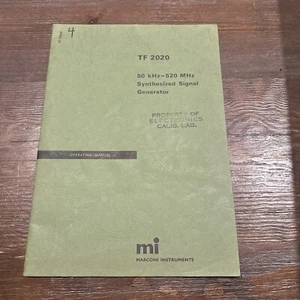 4
TF 2020
50 kHz–520 MHz
Synthesized Signal
Generator
PROPERTY OF
ELECTRONICS
CALIB. LAB.
OPERATING MANUAL
mi
MARCONI INSTRUMENTS